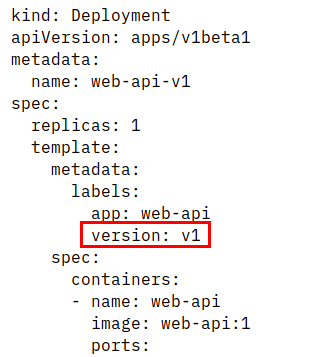 kind: Deployment
apiVersion: apps/v1beta1
metadata:
  name: web-api-v1
spec:
  replicas: 1
  template:
    metadata:
      labels:
        app: web-api
        version: v1
    spec:
      containers:
      - name: web-api
        image: web-api:1
        ports: